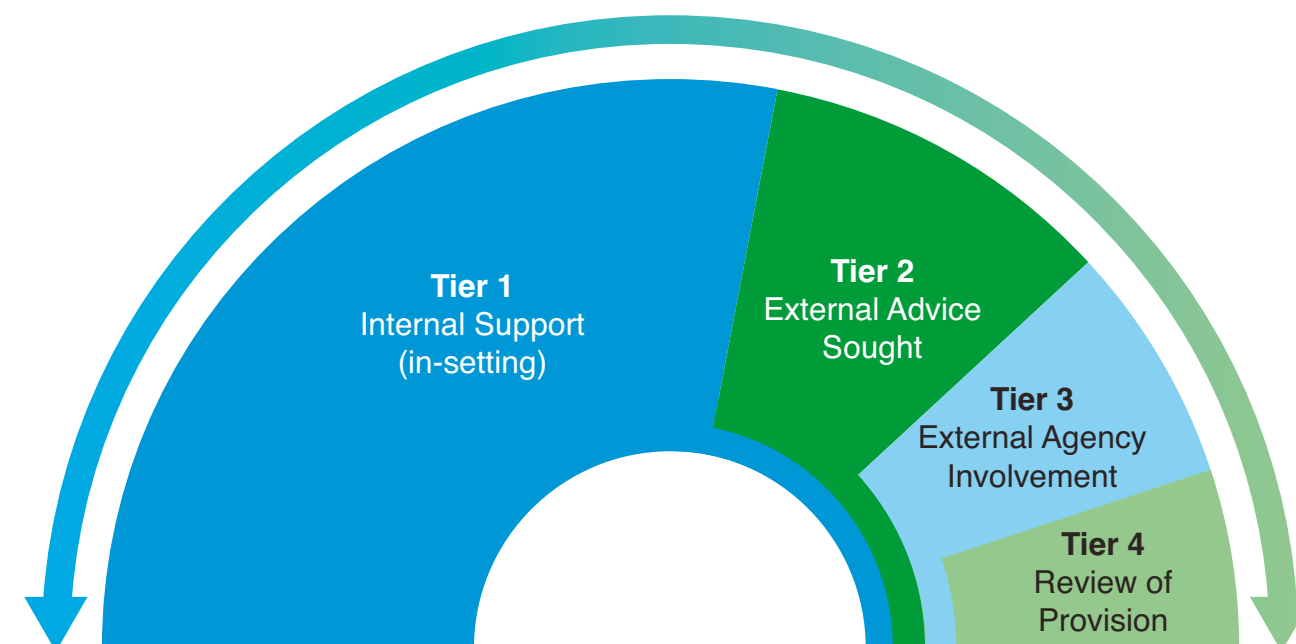 Tier 1
Internal Support
(in-setting)
Tier 2
External Advice
Sought
Tier 3
External Agency
Involvement
Tier 4
Review of
Provision